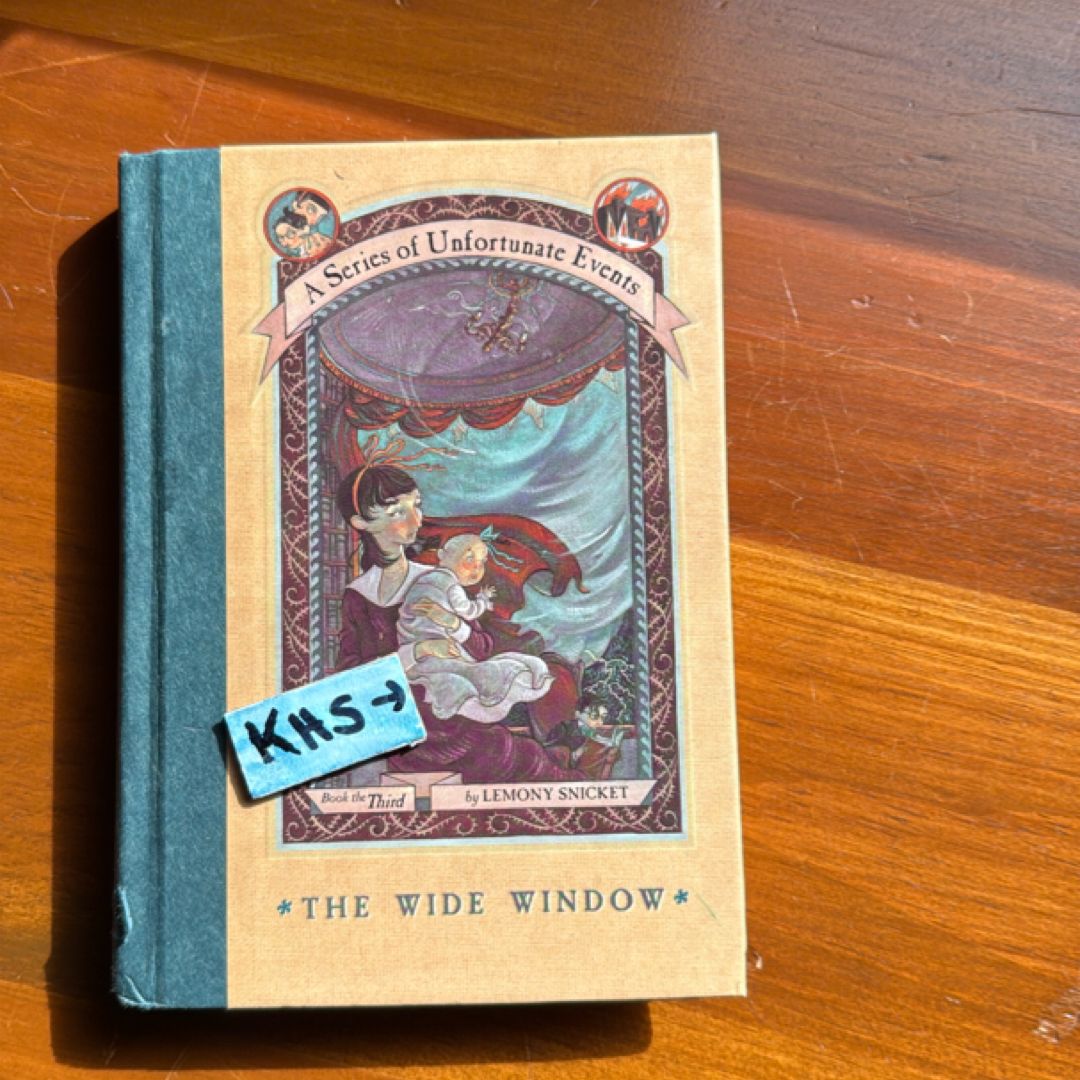 A Series of Unfortunate Events
KHS→
Book the Third
by LEMONY SNICKET
*THE WIDE WINDOW*